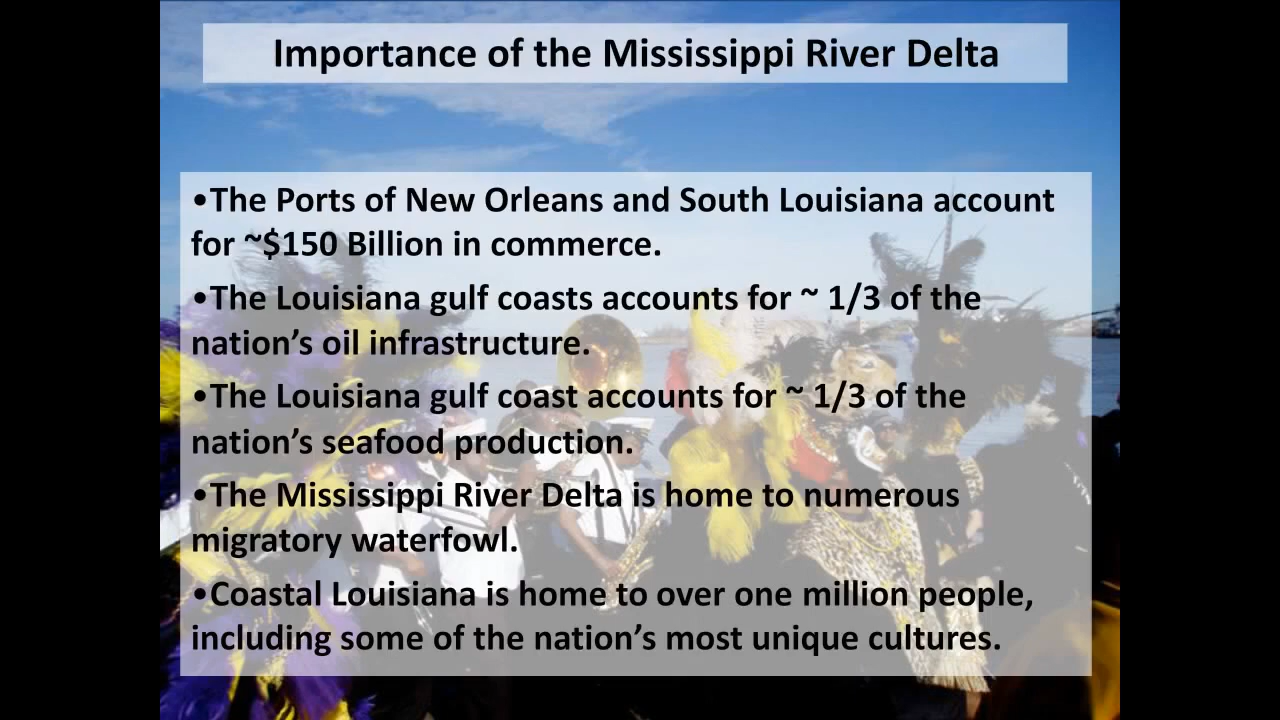 Importance of the Mississippi River Delta
•The Ports of New Orleans and South Louisiana account
for ~$150 Billion in commerce.
•The Louisiana gulf coasts accounts for ~ 1/3 of the
nation’s oil infrastructure.
•The Louisiana gulf coast accounts for ~ 1/3 of the
nation’s seafood production.
•The Mississippi River Delta is home to numerous
migratory waterfowl.
•Coastal Louisiana is home to over one million people,
including some of the nation’s most unique cultures.